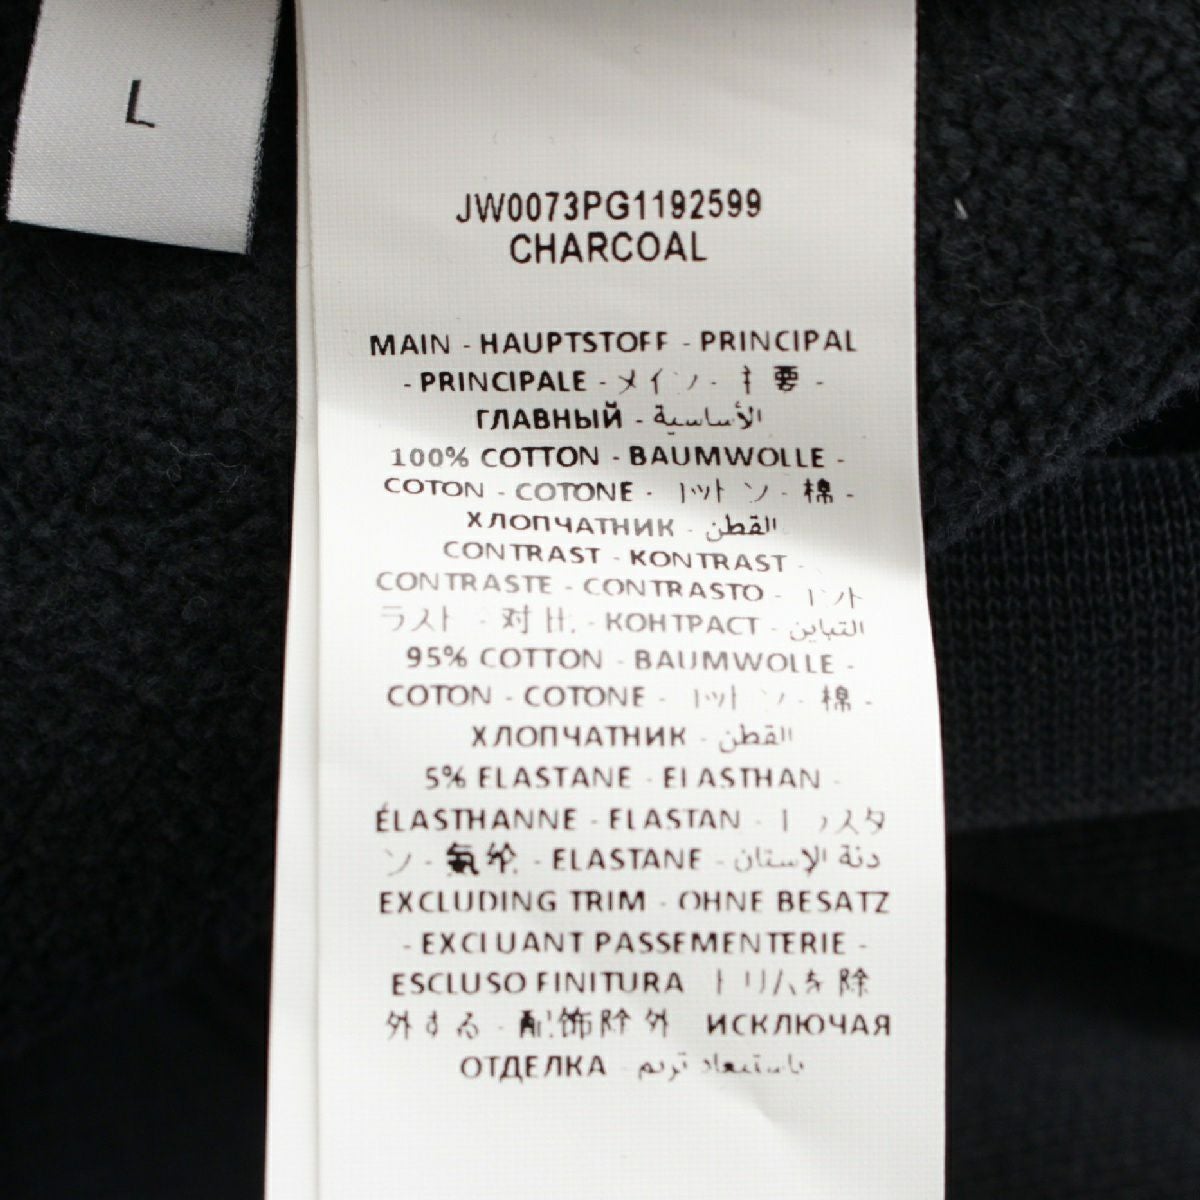 L
JW0073PG1192599
CHARCOAL
MAIN - HAUPTSTOFF - PRINCIPAL
- PRINCIPALE - メイン - 主要 -
ГЛАВНЫЙ - الأساسية
100% COTTON - BAUMWOLLE -
COTON - COTONE - コットン - 棉 -
ХЛОПЧАТНИК - القطن
CONTRAST - KONTRAST -
CONTRASTE - CONTRASTO - コント
ラスト - 对比 - КОНТРАСТ - التباين
95% COTTON - BAUMWOLLE -
COTON - COTONE - コットン - 棉 -
ХЛОПЧАТНИК - القطن
5% ELASTANE - ELASTHAN -
ÉLASTHANNE - ELASTAN - エラスタ
ン - 氨纶 - ELASTANE - دنة الإستان
EXCLUDING TRIM - OHNE BESATZ
- EXCLUANT PASSEMENTERIE -
ESCLUSO FINITURA トリムを除
外する - 配饰除外 ИСКЛЮЧАЯ
ОТДЕЛКА - باستبعاد تريم